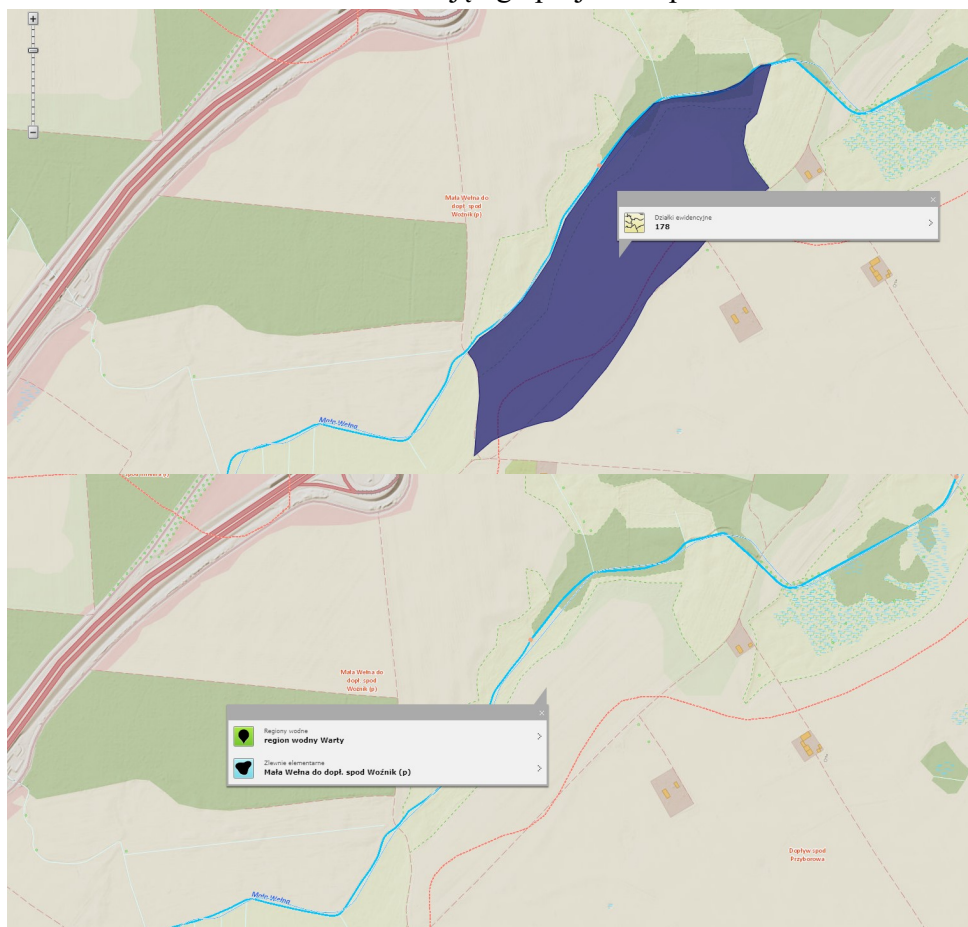 Mała Wełna do
dopł. spod
Woźnik (p)
Działki ewidencyjne
178
Mała Wełna
Mała Wełna do
dopł. spod
Woźnik (p)
Regiony wodne
region wodny Warty
Zlewnie elementarne
Mała Wełna do dopł. spod Woźnik (p)
Dopływ spod
Przyborowa
Mała Wełna